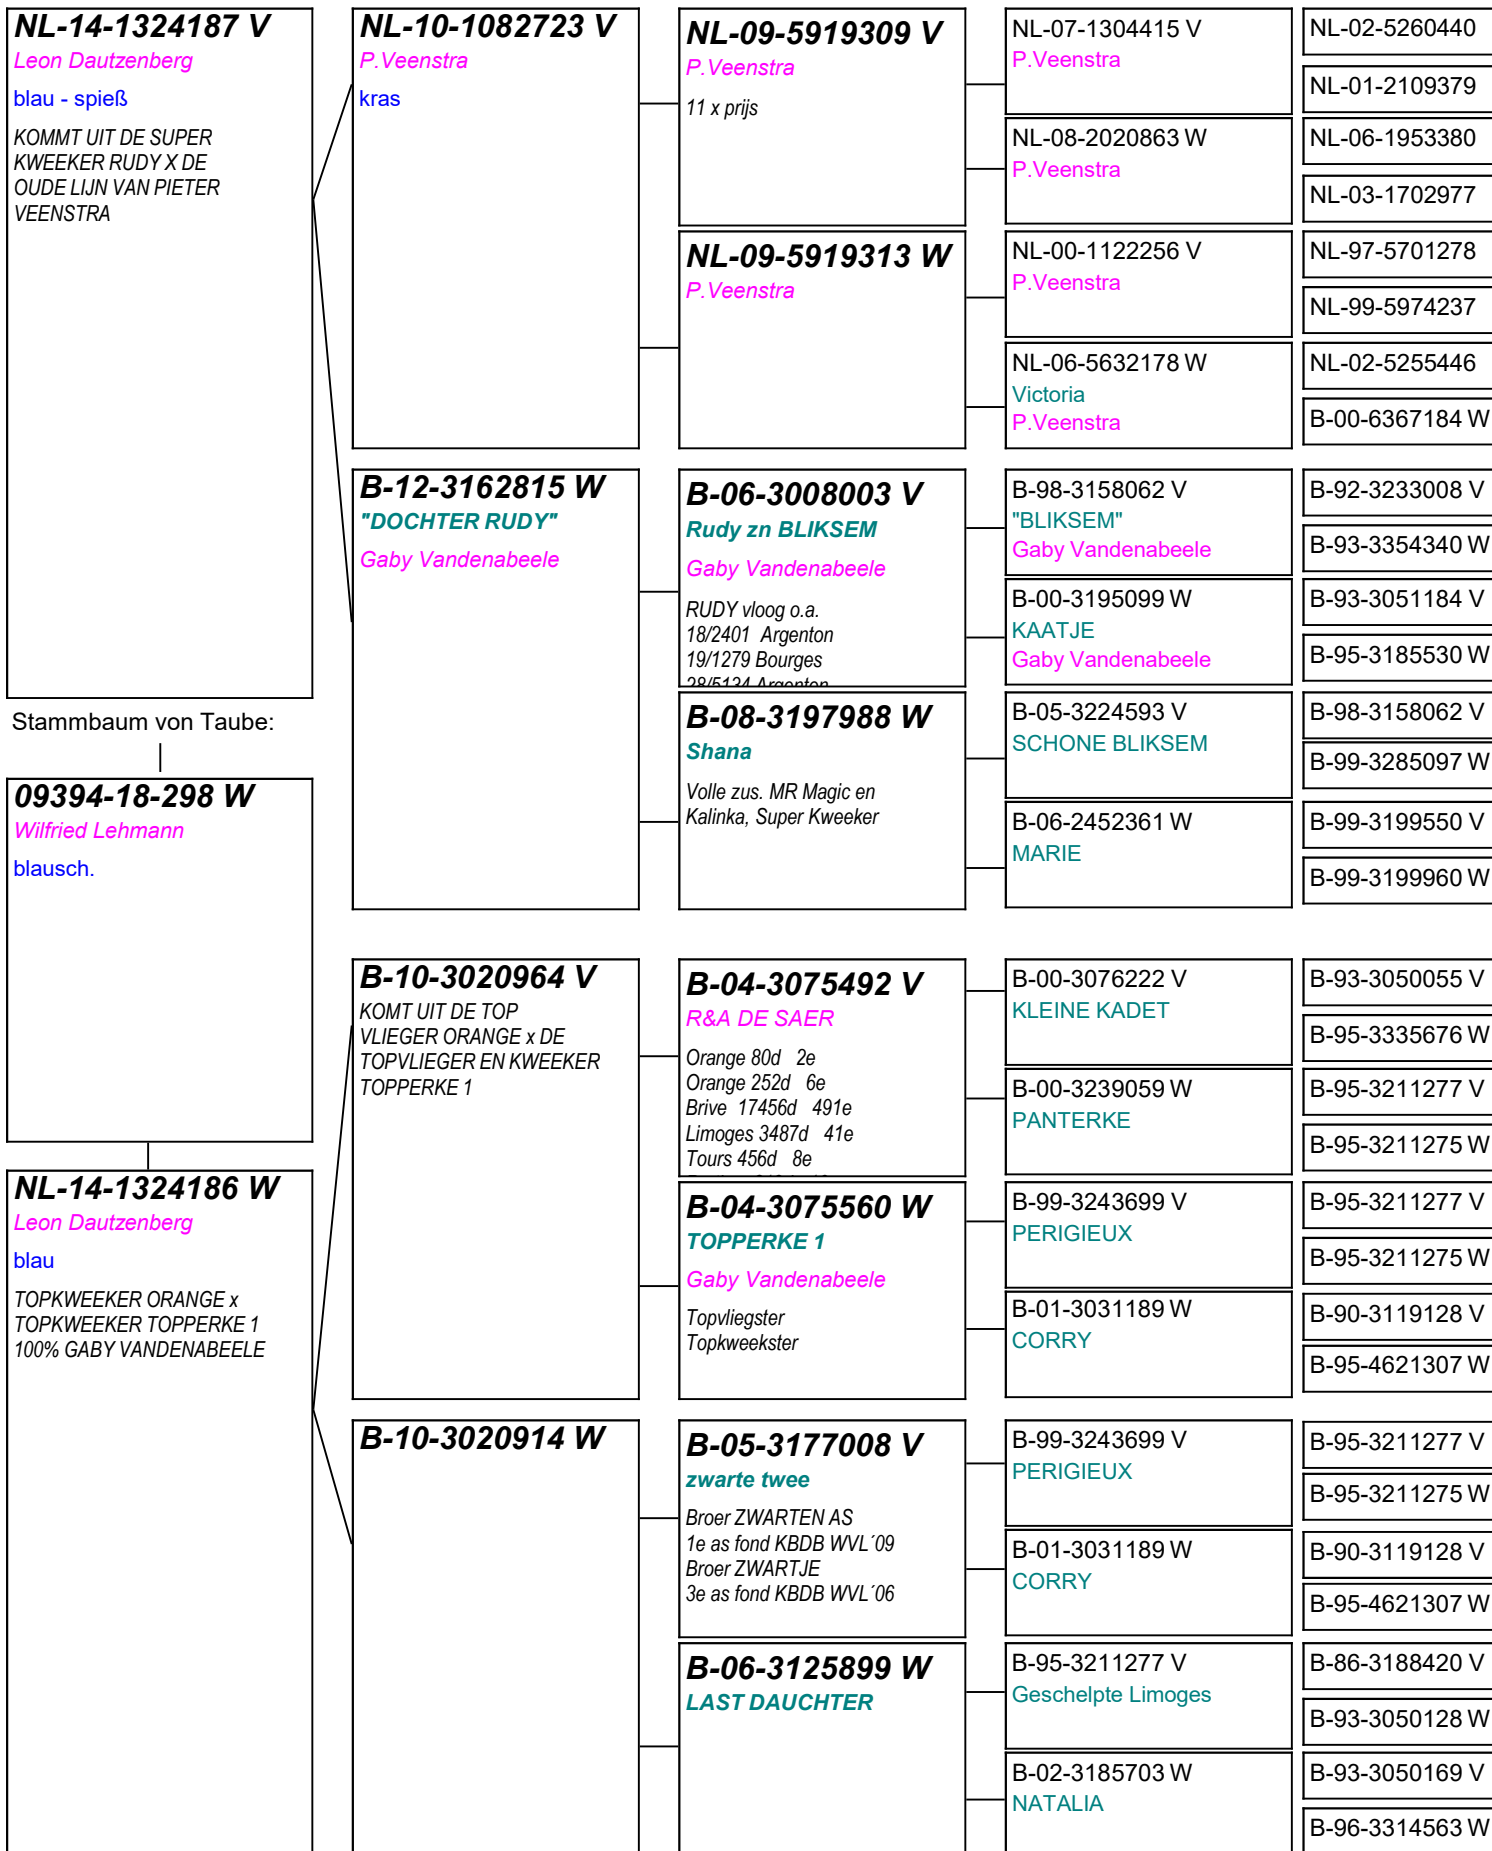 NL-14-1324187 V
Leon Dautzenberg
blau - spieß
KOMMT UIT DE SUPER
KWEEKER RUDY X DE
OUDE LIJN VAN PIETER
VEENSTRA
Stammbaum von Taube:
09394-18-298 W
Wilfried Lehmann
blausch.
NL-14-1324186 W
Leon Dautzenberg
blau
TOPKWEEKER ORANGE x
TOPKWEEKER TOPPERKE 1
100% GABY VANDENABEELE
NL-10-1082723 V
P.Veenstra
kras
B-12-3162815 W
"DOCHTER RUDY"
Gaby Vandenabeele
B-10-3020964 V
KOMT UIT DE TOP
VLIEGER ORANGE x DE
TOPVLIEGER EN KWEEKER
TOPPERKE 1
B-10-3020914 W
NL-09-5919309 V
P.Veenstra
11 x prijs
NL-09-5919313 W
P.Veenstra
B-06-3008003 V
Rudy zn BLIKSEM
Gaby Vandenabeele
RUDY vloog o.a.
18/2401 Argenton
19/1279 Bourges
28/5134 Argenton
B-08-3197988 W
Shana
Volle zus. MR Magic en
Kalinka, Super Kweeker
B-04-3075492 V
R&A DE SAER
Orange 80d 2e
Orange 252d 6e
Brive 17456d 491e
Limoges 3487d 41e
Tours 456d 8e
B-04-3075560 W
TOPPERKE 1
Gaby Vandenabeele
Topvliegster
Topkweekster
B-05-3177008 V
zwarte twee
Broer ZWARTEN AS
1e as fond KBDB WVL´09
Broer ZWARTJE
3e as fond KBDB WVL´06
B-06-3125899 W
LAST DAUCHTER
NL-07-1304415 V
P.Veenstra
NL-08-2020863 W
P.Veenstra
NL-00-1122256 V
P.Veenstra
NL-06-5632178 W
Victoria
P.Veenstra
B-98-3158062 V
"BLIKSEM"
Gaby Vandenabeele
B-00-3195099 W
KAATJE
Gaby Vandenabeele
B-05-3224593 V
SCHONE BLIKSEM
B-06-2452361 W
MARIE
B-00-3076222 V
KLEINE KADET
B-00-3239059 W
PANTERKE
B-99-3243699 V
PERIGIEUX
B-01-3031189 W
CORRY
B-99-3243699 V
PERIGIEUX
B-01-3031189 W
CORRY
B-95-3211277 V
Geschelpte Limoges
B-02-3185703 W
NATALIA
NL-02-5260440
NL-01-2109379
NL-06-1953380
NL-03-1702977
NL-97-5701278
NL-99-5974237
NL-02-5255446
B-00-6367184 W
B-92-3233008 V
B-93-3354340 W
B-93-3051184 V
B-95-3185530 W
B-98-3158062 V
B-99-3285097 W
B-99-3199550 V
B-99-3199960 W
B-93-3050055 V
B-95-3335676 W
B-95-3211277 V
B-95-3211275 W
B-95-3211277 V
B-95-3211275 W
B-90-3119128 V
B-95-4621307 W
B-95-3211277 V
B-95-3211275 W
B-90-3119128 V
B-95-4621307 W
B-86-3188420 V
B-93-3050128 W
B-93-3050169 V
B-96-3314563 W